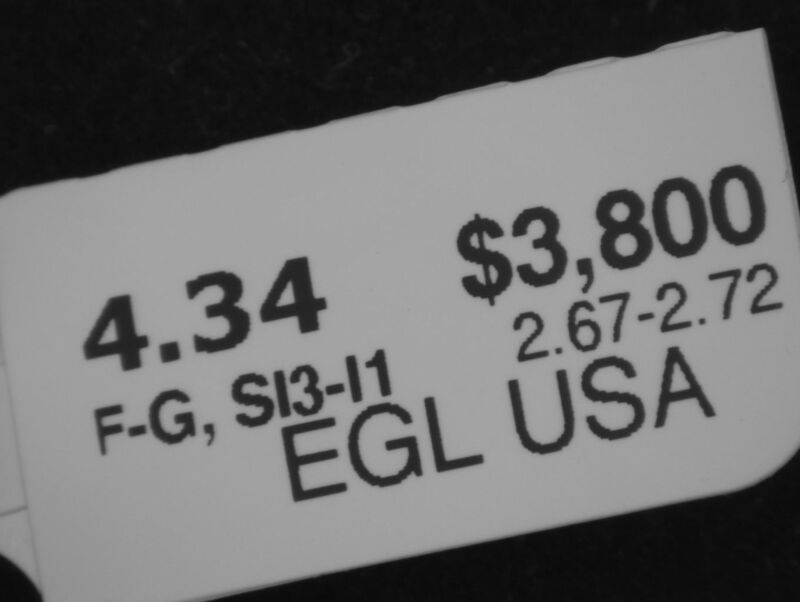 4.34 $3,800
2.67-2.72
F-G, SI3-I1
EGL USA